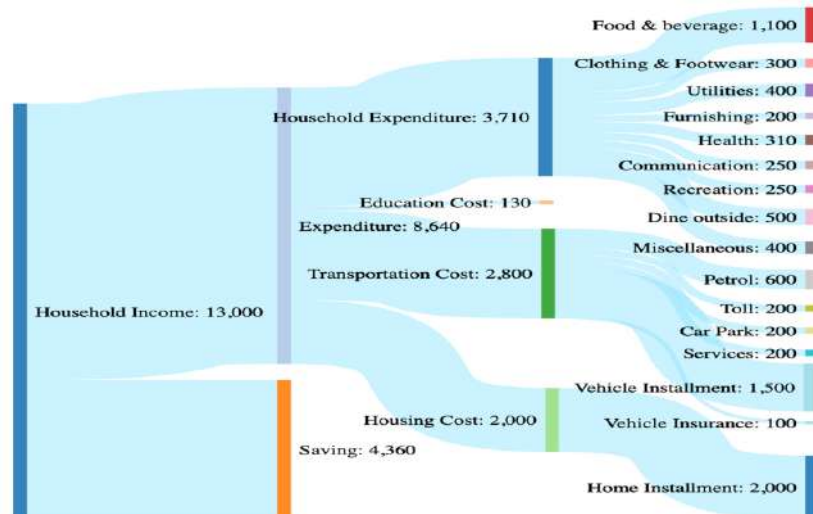 Food & beverage: 1,100
Clothing & Footwear: 300
Utilities: 400
Household Expenditure: 3,710
Furnishing: 200
Health: 310
Communication: 250
Recreation: 250
Education Cost: 130
Dine outside: 500
Expenditure: 8,640
Miscellaneous: 400
Transportation Cost: 2,800
Petrol: 600
Household Income: 13,000
Toll: 200
Car Park: 200
Services: 200
Vehicle Installment: 1,500
Housing Cost: 2,000
Vehicle Insurance: 100
Saving: 4,360
Home Installment: 2,000